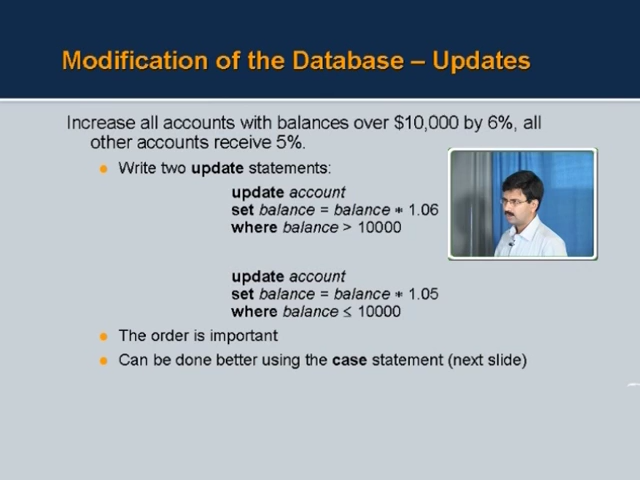 Modification of the Database – Updates
Increase all accounts with balances over $10,000 by 6%, all
other accounts receive 5%.
● Write two update statements:
update account
set balance = balance ∗ 1.06
where balance > 10000
update account
set balance = balance ∗ 1.05
where balance ≤ 10000
● The order is important
● Can be done better using the case statement (next slide)